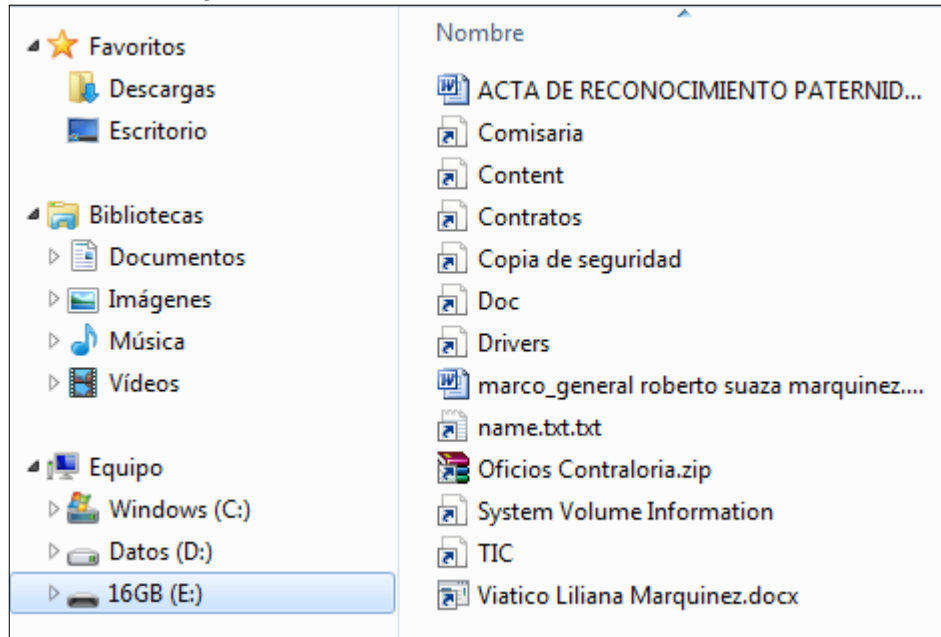 Favoritos
Descargas
Escritorio
Bibliotecas
Documentos
Imágenes
Música
Vídeos
Equipo
Windows (C:)
Datos (D:)
16GB (E:)
Nombre
ACTA DE RECONOCIMIENTO PATERNID...
Comisaria
Content
Contratos
Copia de seguridad
Doc
Drivers
marco_general roberto suaza marquinez....
name.txt.txt
Oficios Contraloria.zip
System Volume Information
TIC
Viatico Liliana Marquinez.docx